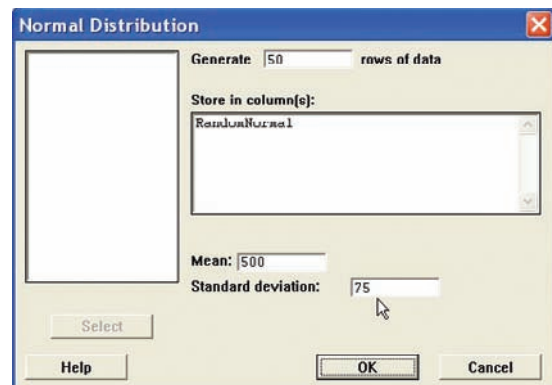 Normal Distribution
Generate 50 rows of data
Store in column(s):
RandomNormal
Mean: 500
Standard deviation: 75
Select
Help OK Cancel